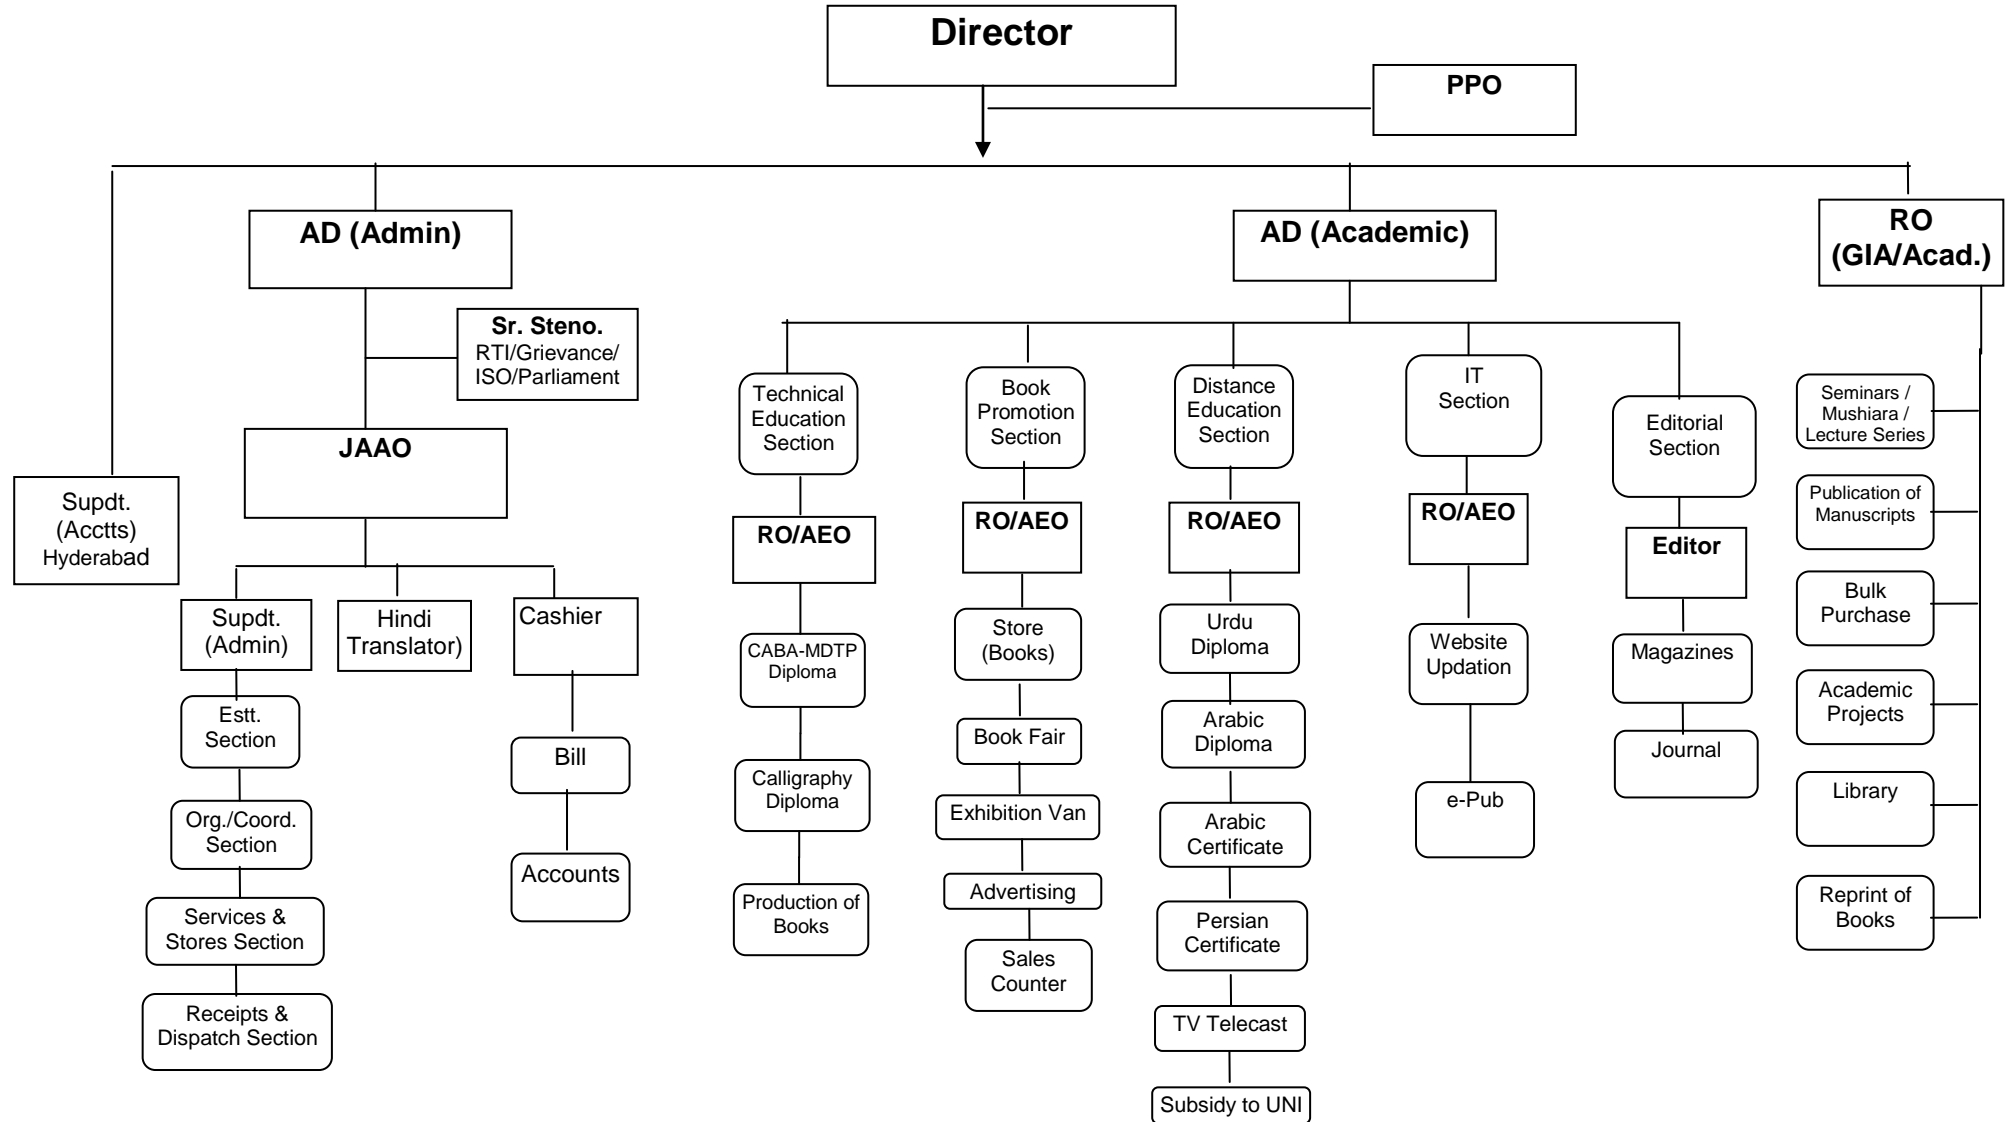 Director
PPO
AD (Admin)
AD (Academic)
RO
(GIA/Acad.)
Sr. Steno.
RTI/Grievance/
ISO/Parliament
JAAO
Supdt.
(Acctts)
Hyderabad
Supdt.
(Admin)
Hindi
Translator)
Cashier
Estt.
Section
Org./Coord.
Section
Services &
Stores Section
Receipts &
Dispatch Section
Bill
Accounts
Technical
Education
Section
RO/AEO
CABA-MDTP
Diploma
Calligraphy
Diploma
Production of
Books
Book
Promotion
Section
RO/AEO
Store
(Books)
Book Fair
Exhibition Van
Advertising
Sales
Counter
Distance
Education
Section
RO/AEO
Urdu
Diploma
Arabic
Diploma
Arabic
Certificate
Persian
Certificate
TV Telecast
Subsidy to UNI
IT
Section
RO/AEO
Website
Updation
e-Pub
Editorial
Section
Editor
Magazines
Journal
Seminars /
Mushiara /
Lecture Series
Publication of
Manuscripts
Bulk
Purchase
Academic
Projects
Library
Reprint of
Books